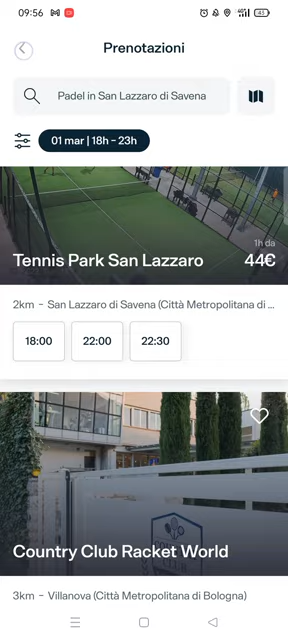 09:56
43
Prenotazioni
Padel in San Lazzaro di Savena
01 mar | 18h - 23h
1h da
Tennis Park San Lazzaro
44€
2km - San Lazzaro di Savena (Città Metropolitana di ...
18:00
22:00
22:30
Country Club Racket World
3km - Villanova (Città Metropolitana di Bologna)